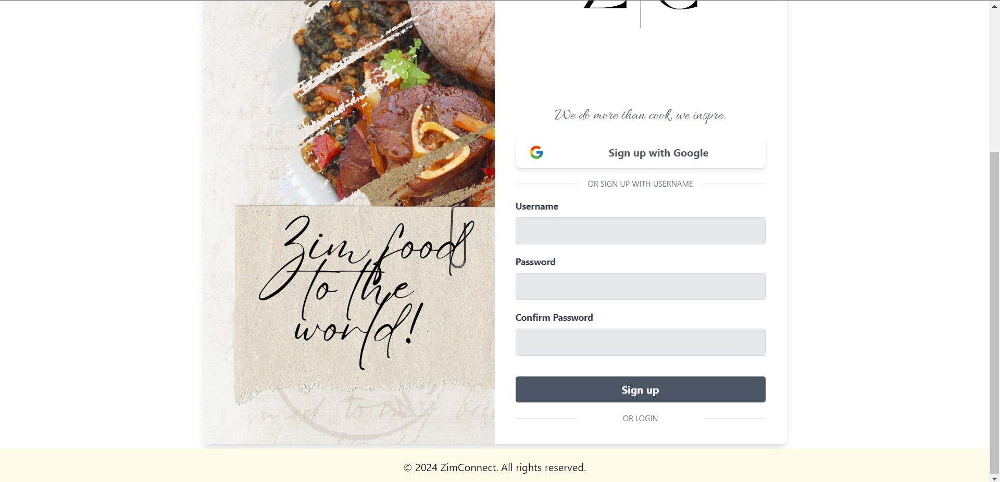 Z C
We do more than cook, we inspre.
Sign up with Google
OR SIGN UP WITH USERNAME
Username
Password
Confirm Password
Sign up
OR LOGIN
Zim food
to the
world!
© 2024 ZimConnect. All rights reserved.